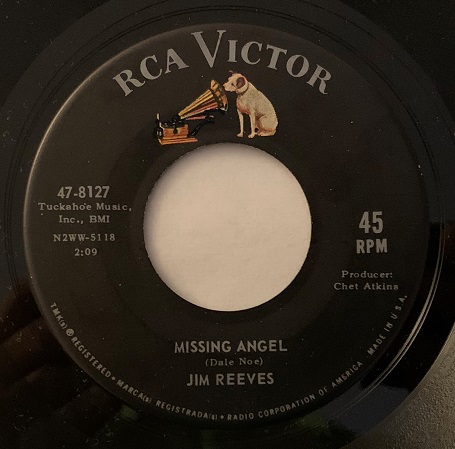 RCA VICTOR
47-8127
Tuckahoe Music,
Inc., BMI
N2WW-5118
2:09
45
RPM
Producer:
Chet Atkins
MISSING ANGEL
(Dale Noe)
JIM REEVES
TMK(S) ® REGISTERED • MARCA(S) REGISTRADA(S) • RADIO CORPORATION OF AMERICA - MADE IN U.S.A.